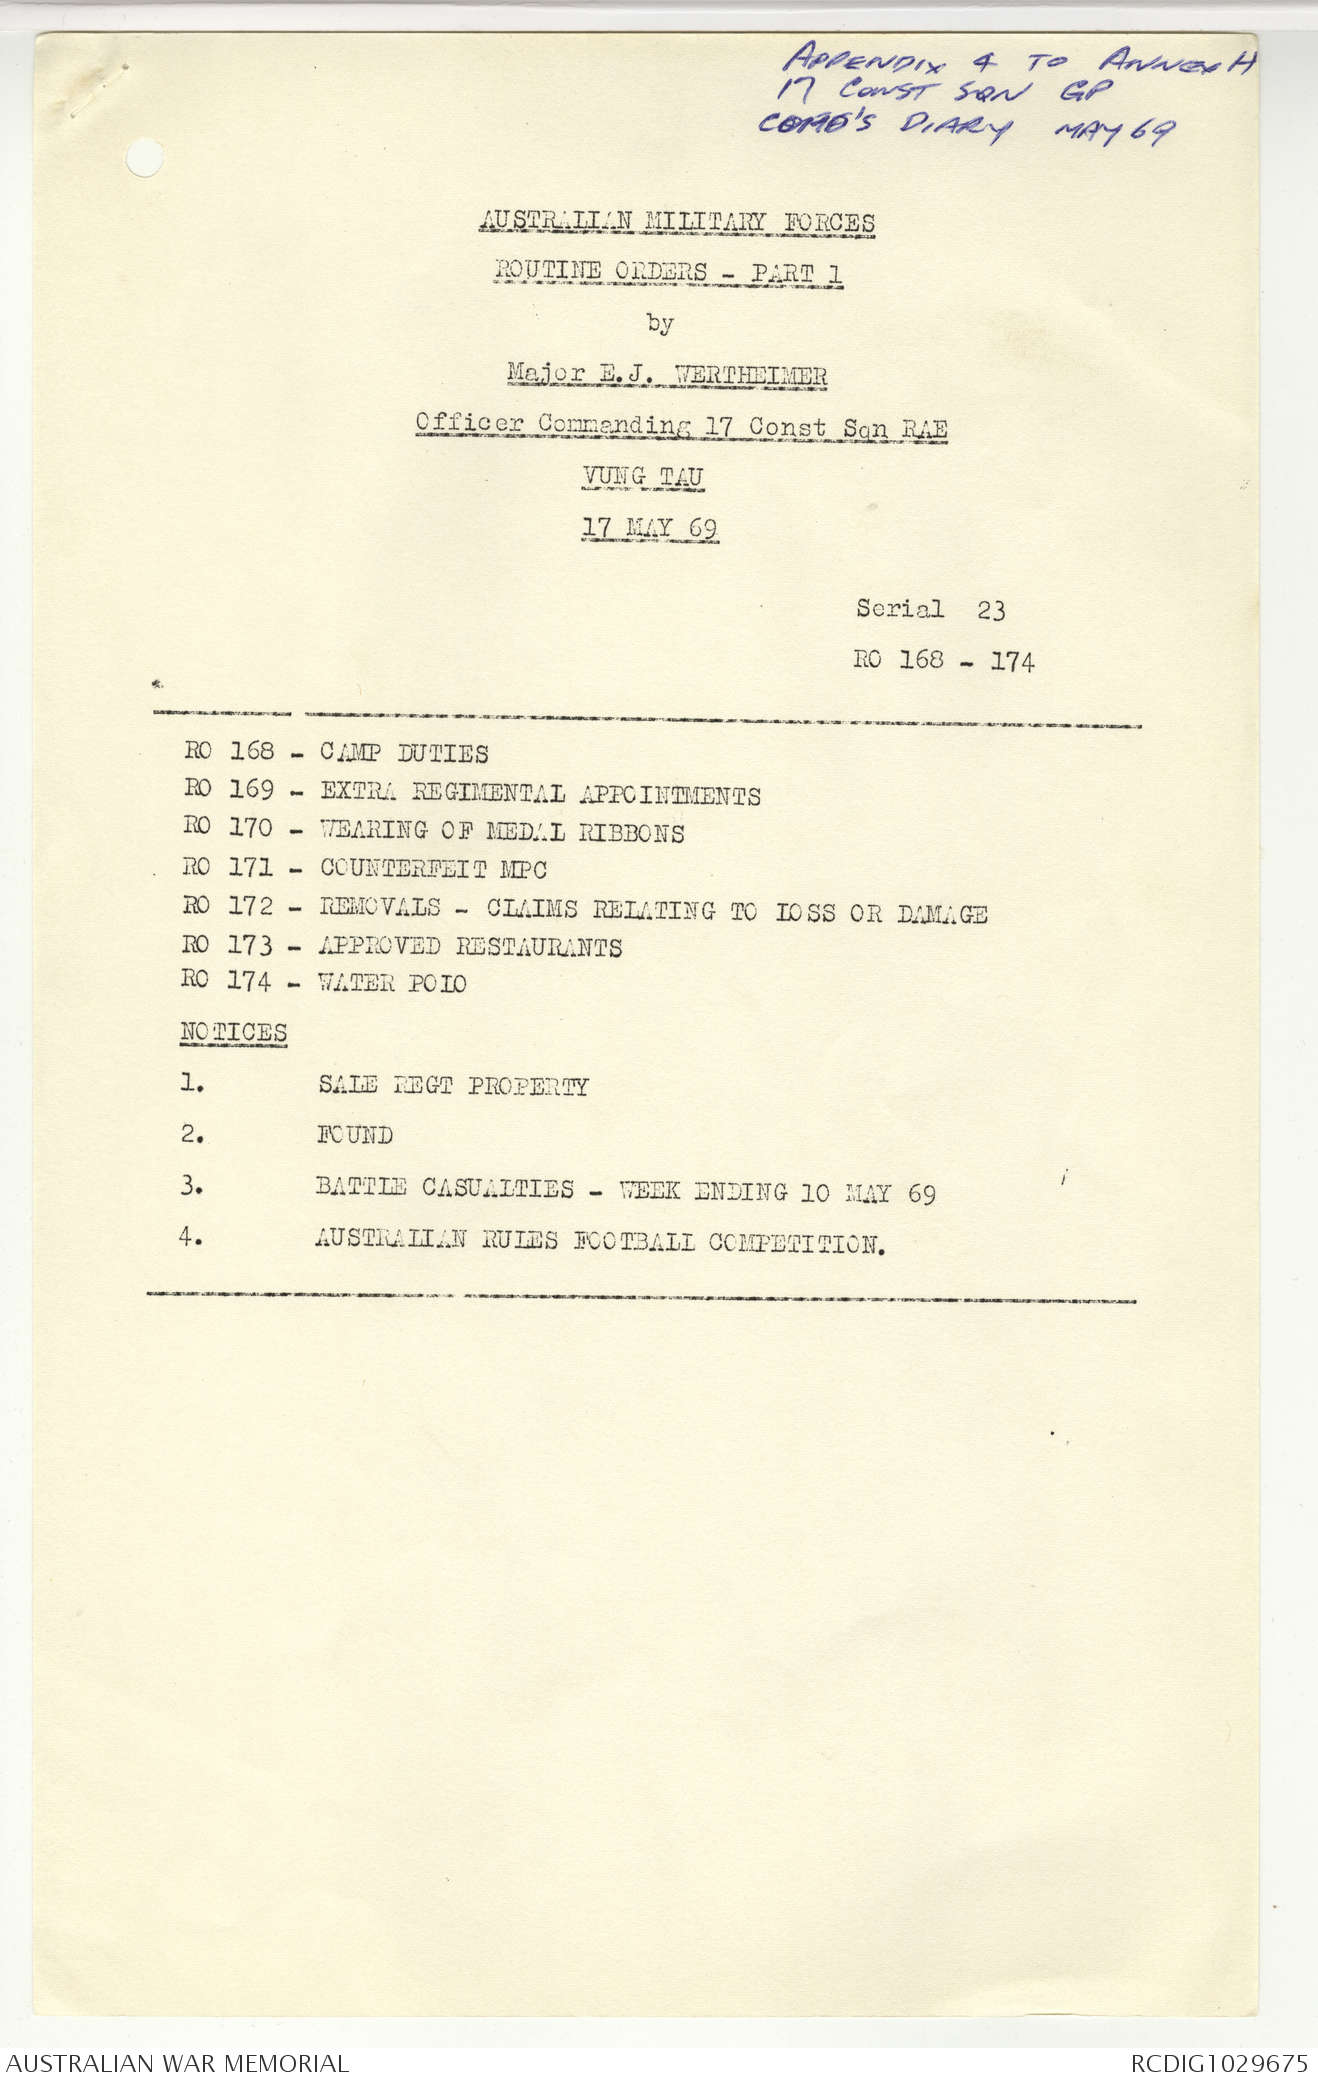 APPENDIX 4 TO ANNEX H
17 CONST SQN GP
COMD'S DIARY MAY 69
AUSTRALIAN MILITARY FORCES
ROUTINE ORDERS - PART 1
by
Major E.J. WERTHEIMER
Officer Commanding 17 Const Sqn RAE
VUNG TAU
17 MAY 69
Serial 23
RO 168 - 174
RO 168 - CAMP DUTIES
RO 169 - EXTRA REGIMENTAL APPOINTMENTS
RO 170 - WEARING OF MEDAL RIBBONS
RO 171 - COUNTERFEIT MPC
RO 172 - REMOVALS - CLAIMS RELATING TO LOSS OR DAMAGE
RO 173 - APPROVED RESTAURANTS
RO 174 - WATER POLO
NOTICES
1. SALE REGT PROPERTY
2. FOUND
3. BATTLE CASUALTIES - WEEK ENDING 10 MAY 69
4. AUSTRALIAN RULES FOOTBALL COMPETITION.
AUSTRALIAN WAR MEMORIAL
RCDIG1029675